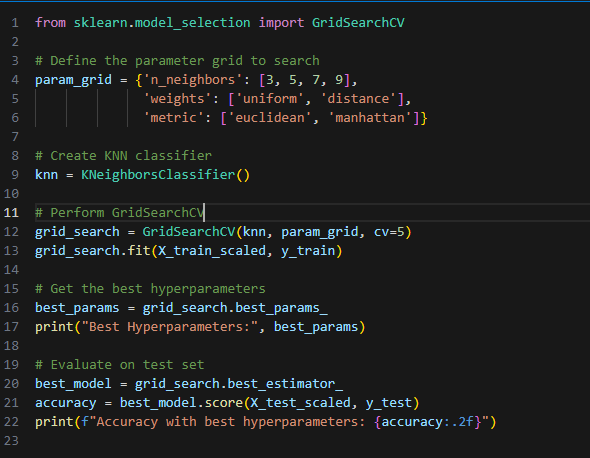 1 from sklearn.model_selection import GridSearchCV
2
3 # Define the parameter grid to search
4 param_grid = {'n_neighbors': [3, 5, 7, 9],
5               'weights': ['uniform', 'distance'],
6               'metric': ['euclidean', 'manhattan']}
7
8 # Create KNN classifier
9 knn = KNeighborsClassifier()
10
11 # Perform GridSearchCV
12 grid_search = GridSearchCV(knn, param_grid, cv=5)
13 grid_search.fit(X_train_scaled, y_train)
14
15 # Get the best hyperparameters
16 best_params = grid_search.best_params_
17 print("Best Hyperparameters:", best_params)
18
19 # Evaluate on test set
20 best_model = grid_search.best_estimator_
21 accuracy = best_model.score(X_test_scaled, y_test)
22 print(f"Accuracy with best hyperparameters: {accuracy:.2f}")
23